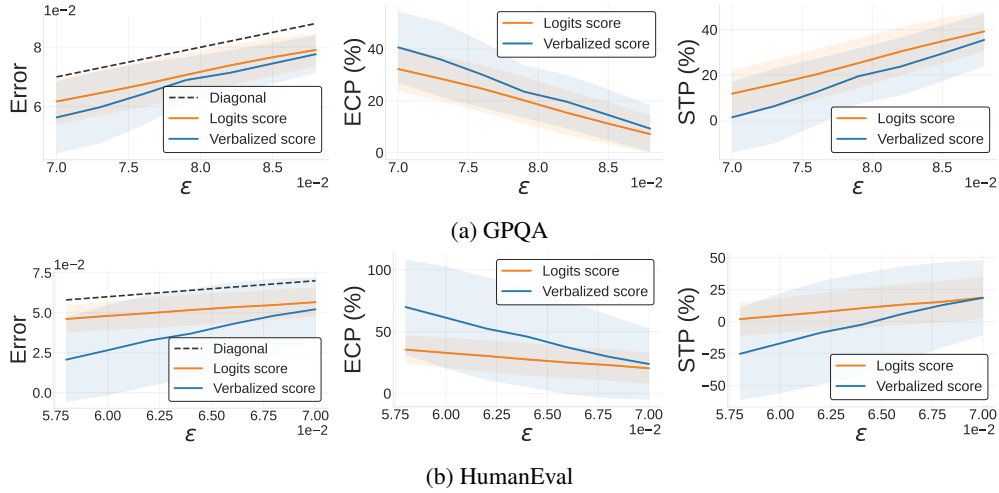 1e-2
Error
8
6
Diagonal
Logits score
Verbalized score
7.0
7.5
8.0
8.5
1e-2
ε
ECP (%)
40
20
0
Logits score
Verbalized score
7.0
7.5
8.0
8.5
1e-2
ε
STP (%)
40
20
0
Logits score
Verbalized score
7.0
7.5
8.0
8.5
1e-2
ε
(a) GPQA
1e-2
Error
7.5
5.0
2.5
0.0
Diagonal
Logits score
Verbalized score
5.75
6.00
6.25
6.50
6.75
7.00
1e-2
ε
ECP (%)
100
50
0
Logits score
Verbalized score
5.75
6.00
6.25
6.50
6.75
7.00
1e-2
ε
STP (%)
50
25
0
−25
−50
Logits score
Verbalized score
5.75
6.00
6.25
6.50
6.75
7.00
1e-2
ε
(b) HumanEval